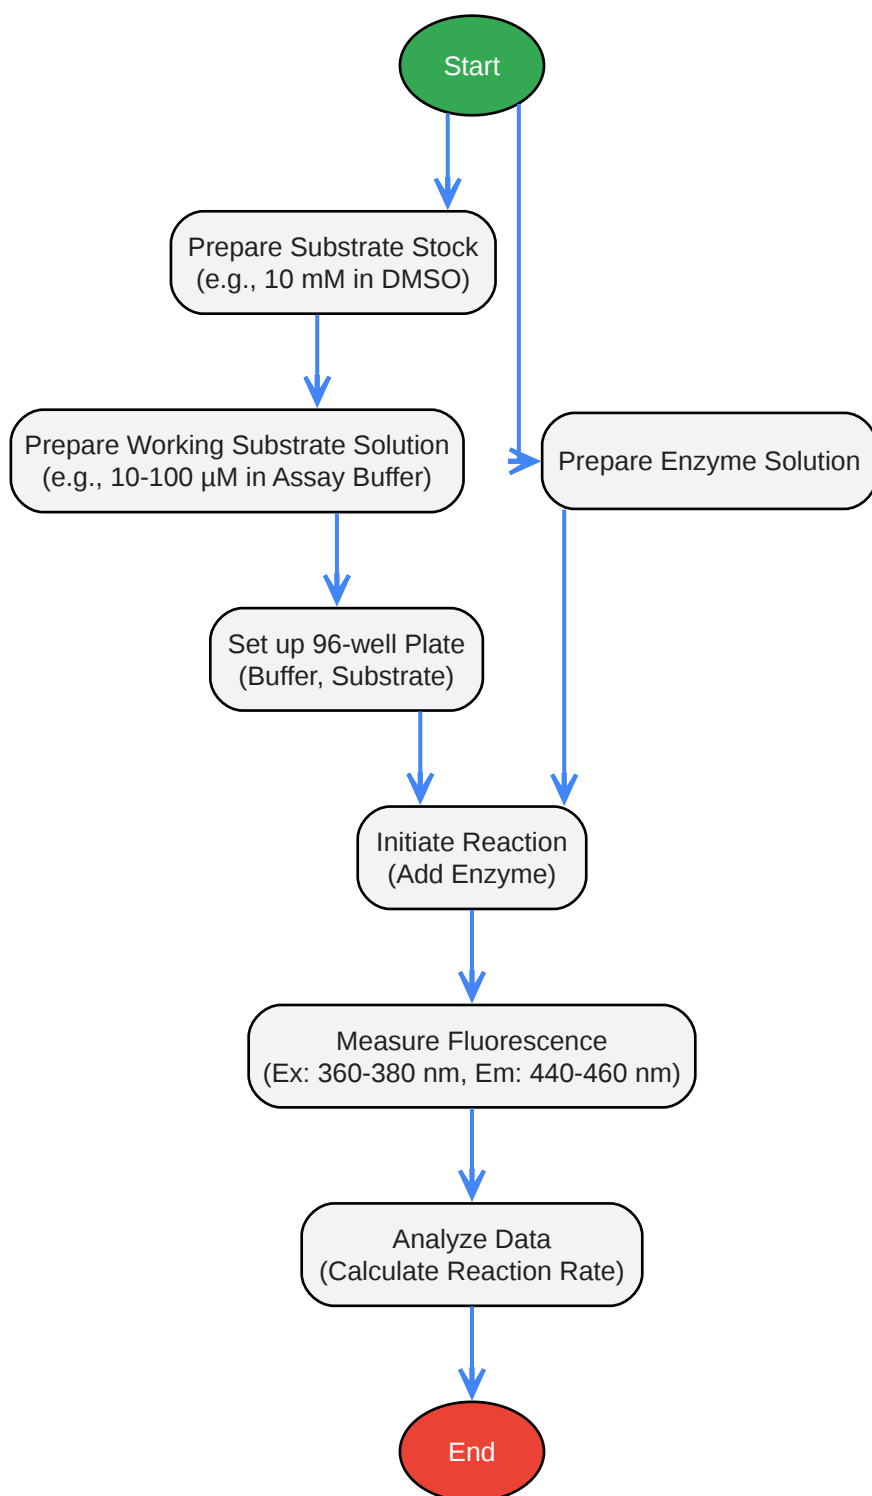 Start
Prepare Substrate Stock
(e.g., 10 mM in DMSO)
Prepare Working Substrate Solution
(e.g., 10-100 µM in Assay Buffer)
Prepare Enzyme Solution
Set up 96-well Plate
(Buffer, Substrate)
Initiate Reaction
(Add Enzyme)
Measure Fluorescence
(Ex: 360-380 nm, Em: 440-460 nm)
Analyze Data
(Calculate Reaction Rate)
End